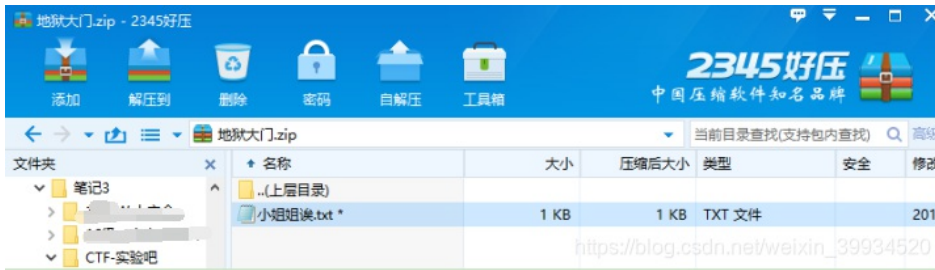 地狱大门.zip - 2345好压
添加 解压到 删除 密码 自解压 工具箱
2345好压
中国压缩软件知名品牌
地狱大门.zip 当前目录查找(支持包内查找)
文件夹 名称 大小 压缩后大小 类型 安全
笔记3 ..(上层目录)
小姐姐诶.txt * 1 KB 1 KB TXT 文件 201
CTF-实验吧
https://blog.csdn.net/weixin_39934520